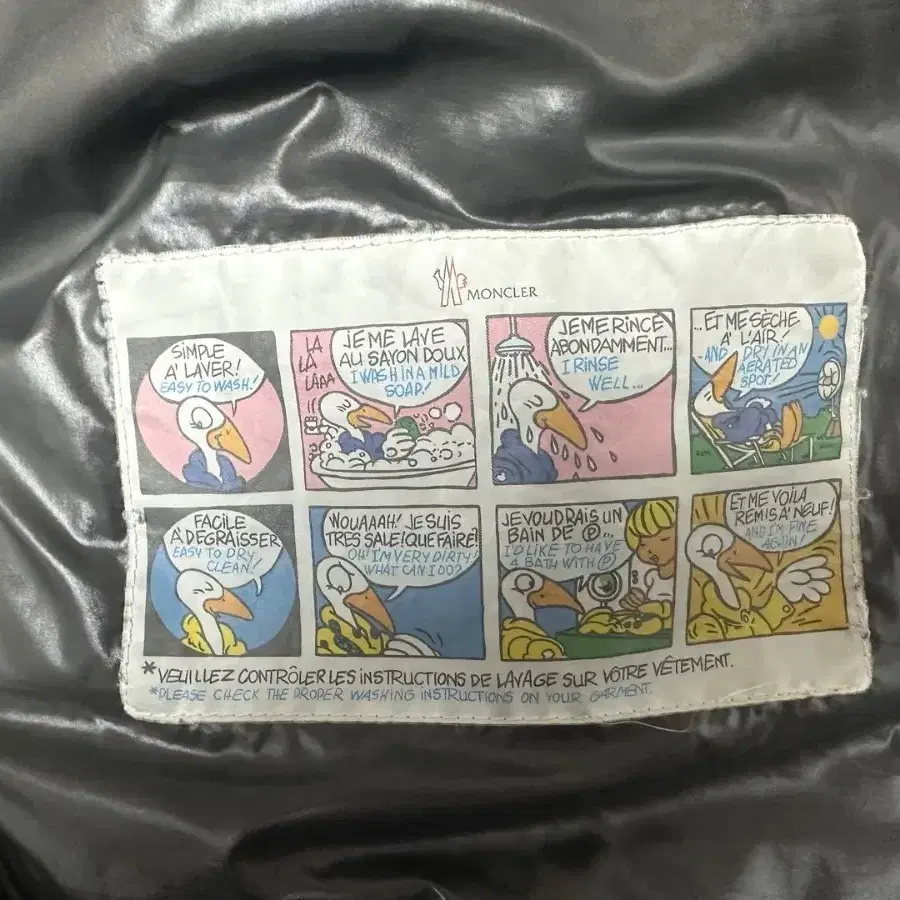 MONCLER
SIMPLE
A' LAVER!
EASY TO WASH!
LA
LA
LAAA
JE ME LAVE
AU SAVON DOUX
I WASH IN A MILD
SOAP!
JE ME RINCE
ABONDAMMENT...
I RINSE
WELL...
...ET ME SÈCHE
A' L'AIR!
-AND DRY IN AN
AERATED
SPOT!
FACILE
A' DEGRAISSER
EASY TO DRY
CLEAN!
WOUAAAH! JE SUIS
TRES SALE! QUE FAIRE?
OH! I'M VERY DIRTY!
WHAT CAN I DO?
JE VOUDRAIS UN
BAIN DE Ⓟ...
I'D LIKE TO HAVE
A BATH WITH Ⓟ
ET ME VOILA
REMIS A' NEUF!
AND I'M FINE
AGAIN!
*VEUILLEZ CONTRÔLER LES INSTRUCTIONS DE LAVAGE SUR VÔTRE VÊTEMENT.
*PLEASE CHECK THE PROPER WASHING INSTRUCTIONS ON YOUR GARMENT.